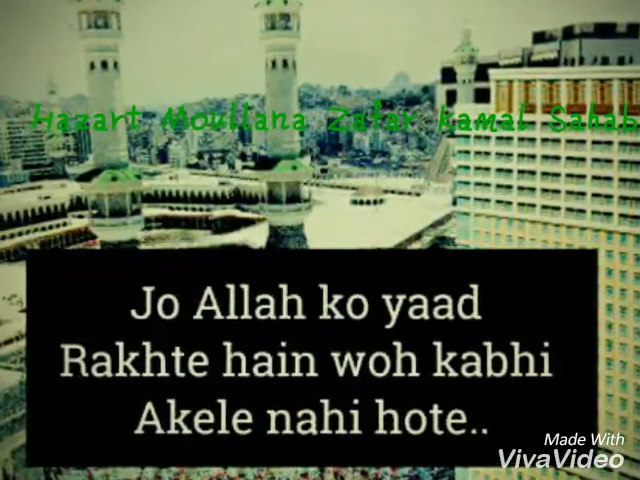 Hazart Moullana Zafar kamal Sahab
Jo Allah ko yaad
Rakhte hain woh kabhi
Akele nahi hote..
Made With
VivaVideo